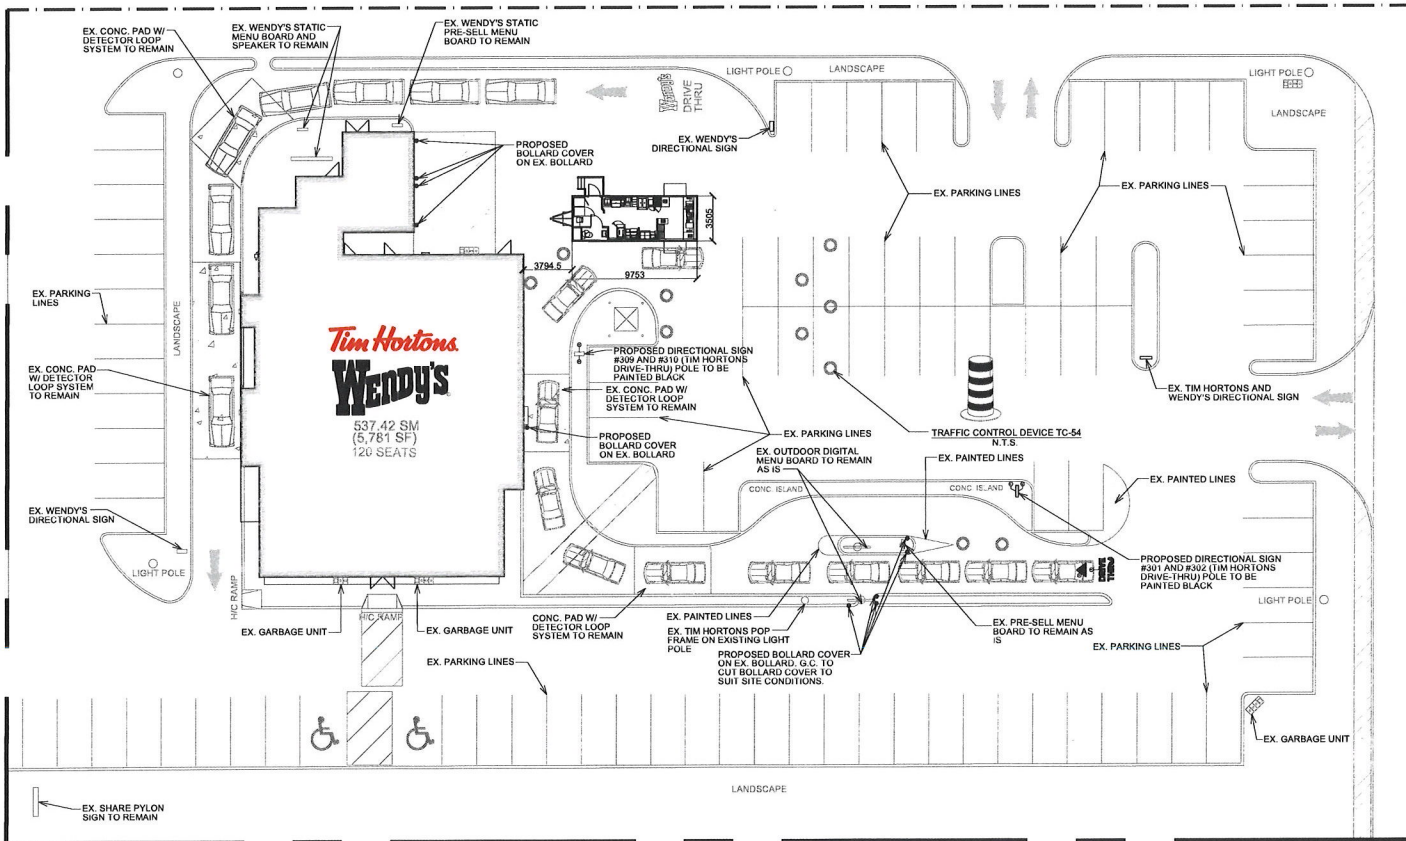 EX. CONC. PAD W/
DETECTOR LOOP
SYSTEM TO REMAIN
EX. WENDY'S STATIC
MENU BOARD AND
SPEAKER TO REMAIN
EX. WENDY'S STATIC
PRE-SELL MENU
BOARD TO REMAIN
LIGHT POLE
LANDSCAPE
LIGHT POLE
LANDSCAPE
WENDY'S
DRIVE
THRU
EX. WENDY'S
DIRECTIONAL SIGN
PROPOSED
BOLLARD COVER
ON EX. BOLLARD
EX. PARKING LINES
EX. PARKING LINES
3505
3794.5
9753
EX. PARKING
LINES
LANDSCAPE
Tim Hortons.
WENDY'S
537.42 SM
(5,781 SF)
120 SEATS
PROPOSED DIRECTIONAL SIGN
#309 AND #310 (TIM HORTONS
DRIVE-THRU) POLE TO BE
PAINTED BLACK
EX. CONC. PAD
W/ DETECTOR
LOOP SYSTEM
TO REMAIN
EX. CONC. PAD W/
DETECTOR LOOP
SYSTEM TO REMAIN
EX. TIM HORTONS AND
WENDY'S DIRECTIONAL SIGN
PROPOSED
BOLLARD COVER
ON EX. BOLLARD
EX. PARKING LINES
TRAFFIC CONTROL DEVICE TC-54
N.T.S.
EX. OUTDOOR DIGITAL
MENU BOARD TO REMAIN
AS IS
EX. PAINTED LINES
EX. PAINTED LINES
CONC. ISLAND
CONC. ISLAND
EX. WENDY'S
DIRECTIONAL SIGN
LIGHT POLE
H/C RAMP
H/C RAMP
DRIVE
THRU
PROPOSED DIRECTIONAL SIGN
#301 AND #302 (TIM HORTONS
DRIVE-THRU) POLE TO BE
PAINTED BLACK
LIGHT POLE
EX. GARBAGE UNIT
EX. GARBAGE UNIT
CONC. PAD W/
DETECTOR LOOP
SYSTEM TO REMAIN
EX. PAINTED LINES
EX. TIM HORTONS POP
FRAME ON EXISTING LIGHT
POLE
PROPOSED BOLLARD COVER
ON EX. BOLLARD. G.C. TO
CUT BOLLARD COVER TO
SUIT SITE CONDITIONS.
EX. PRE-SELL MENU
BOARD TO REMAIN AS
IS
EX. PARKING LINES
EX. PARKING LINES
EX. GARBAGE UNIT
LANDSCAPE
EX. SHARE PYLON
SIGN TO REMAIN